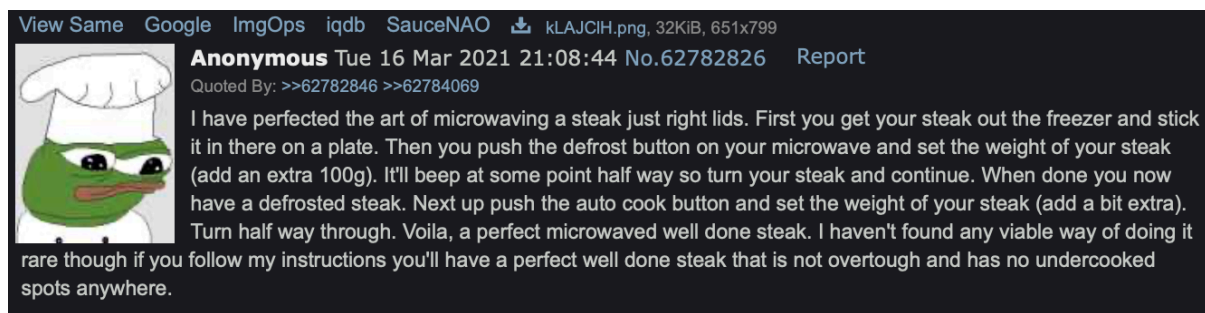 View Same Google ImgOps iqdb SauceNAO kLAJClH.png, 32KiB, 651x799
Anonymous Tue 16 Mar 2021 21:08:44 No.62782826 Report
Quoted By: >>62782846 >>62784069
I have perfected the art of microwaving a steak just right lids. First you get your steak out the freezer and stick
it in there on a plate. Then you push the defrost button on your microwave and set the weight of your steak
(add an extra 100g). It'll beep at some point half way so turn your steak and continue. When done you now
have a defrosted steak. Next up push the auto cook button and set the weight of your steak (add a bit extra).
Turn half way through. Voila, a perfect microwaved well done steak. I haven't found any viable way of doing it
rare though if you follow my instructions you'll have a perfect well done steak that is not overtough and has no undercooked
spots anywhere.